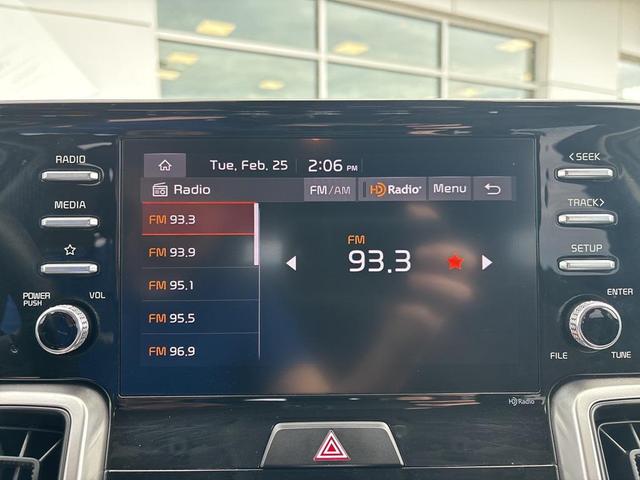 RADIO
MEDIA
POWER
PUSH
VOL
Tue, Feb. 25 2:06 PM
Radio FM/AM HD Radio Menu
FM 93.3
FM 93.9
FM 95.1
FM 95.5
FM 96.9
FM
93.3
<SEEK
TRACK>
SETUP
ENTER
FILE
TUNE
HD Radio